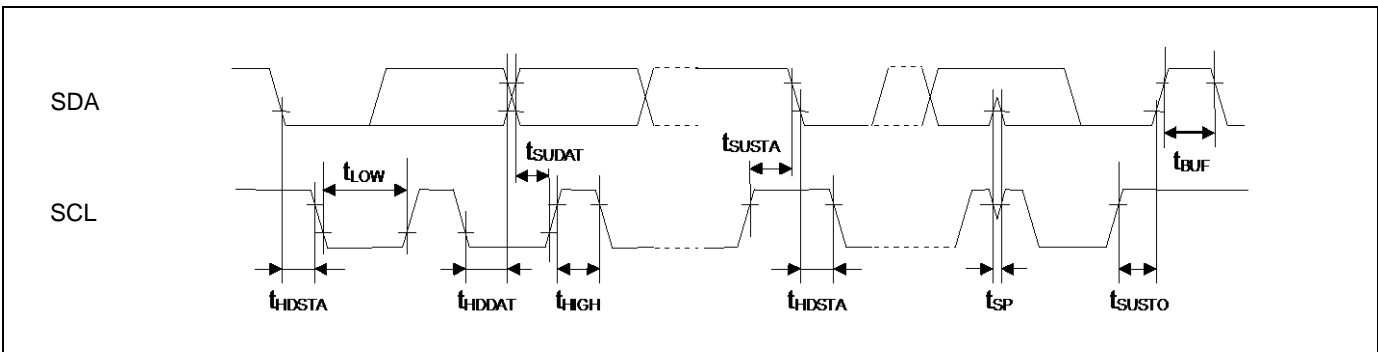 SDA
tSUDAT
tSUSTA
tLOW
tBUF
SCL
tHDSTA
tHDDAT
tHIGH
tHDSTA
tSP
tSUSTO